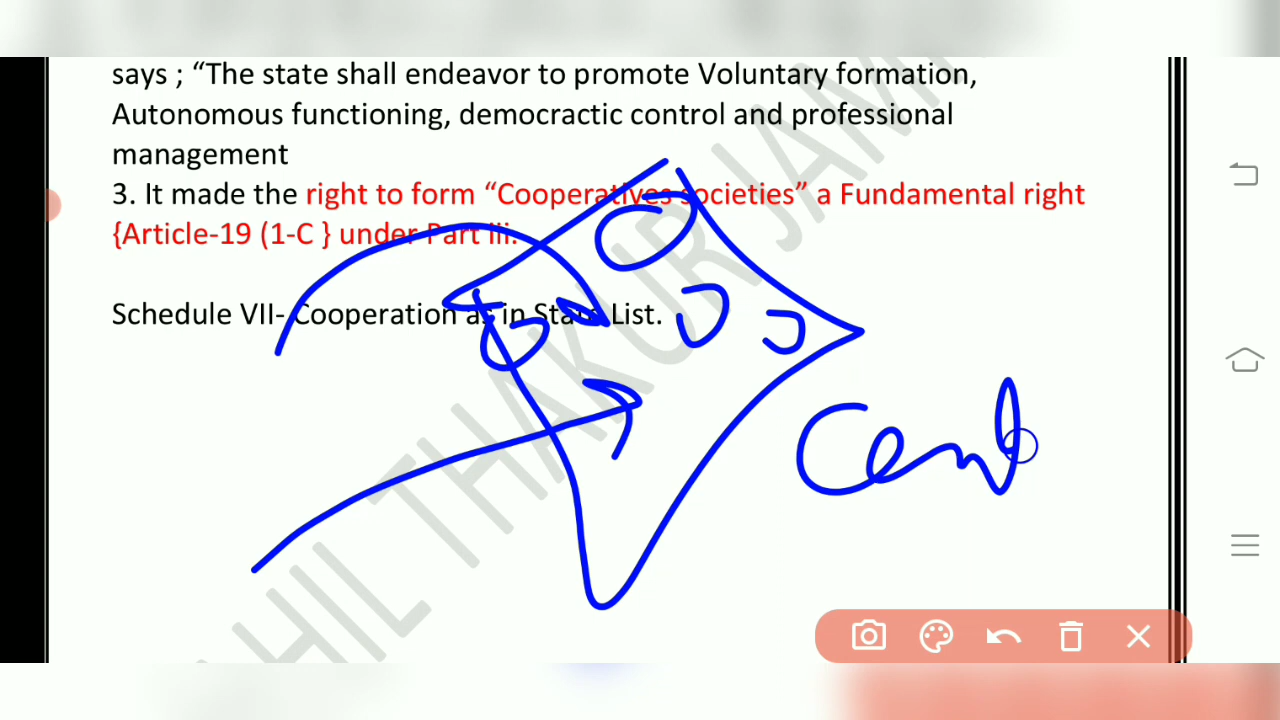 says ; “The state shall endeavor to promote Voluntary formation,
Autonomous functioning, democractic control and professional
management
3. It made the right to form “Cooperatives societies” a Fundamental right
{Article-19 (1-C } under Part iii.
Schedule VII- Cooperation as in State List.
THAKUR